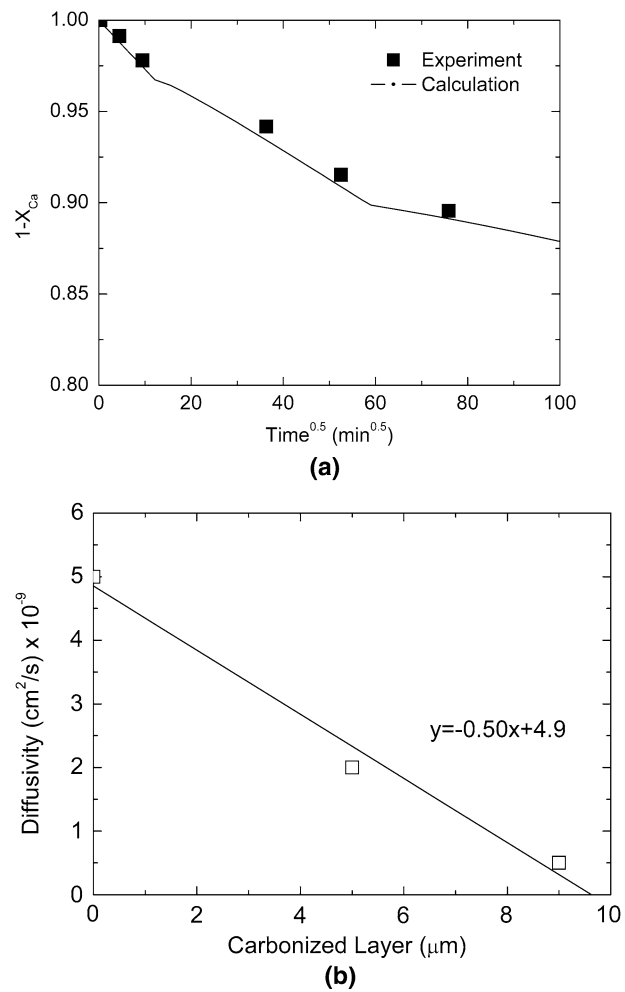 1.00
0.95
0.90
0.85
0.80
1-X_Ca
Experiment
Calculation
0 20 40 60 80 100
Time^0.5 (min^0.5)
(a)
6
5
4
3
2
1
0
Diffusivity (cm²/s) x 10⁻⁹
y=-0.50x+4.9
0 2 4 6 8 10
Carbonized Layer (μm)
(b)